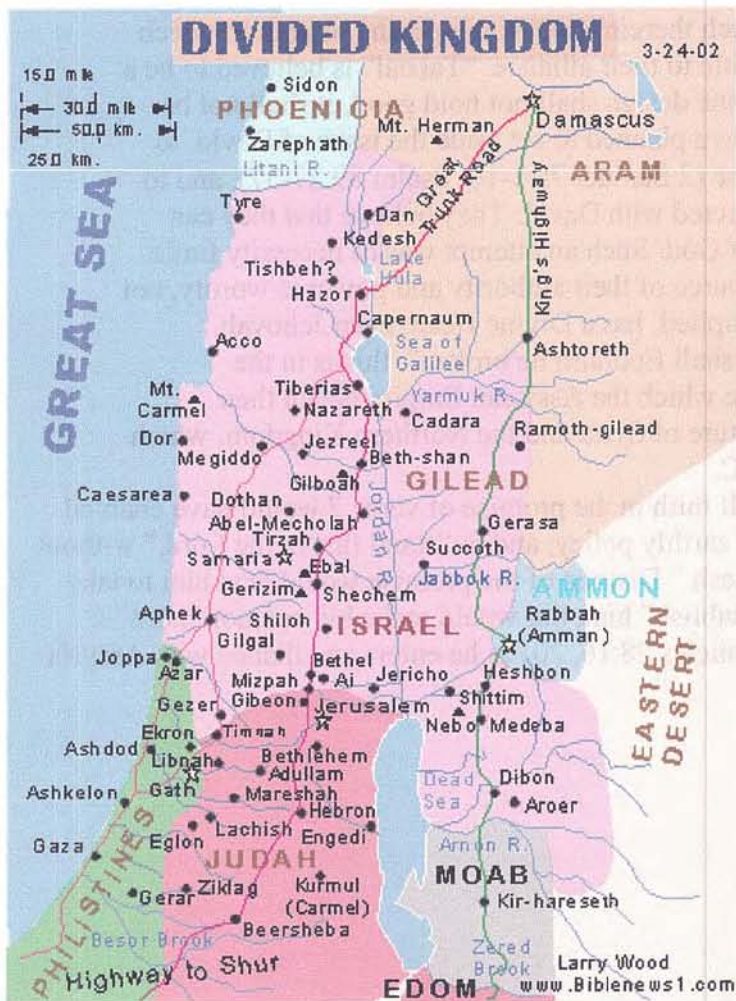 DIVIDED KINGDOM
3-24-02
15.0 mile
30.0 mile
50.0 km.
25.0 km.
Sidon
PHOENICIA
Zarephath
Litani R.
Mt. Herman
Damascus
ARAM
Great
Trunk Road
King's Highway
GREAT SEA
Tyre
Dan
Kedesh
Lake
Hula
Tishbeh?
Hazor
Capernaum
Sea of
Galilee
Acco
Ashtoreth
Mt.
Carmel
Tiberias
Nazareth
Yarmuk R.
Cadara
Ramoth-gilead
Dor
Megiddo
Jezreel
Beth-shan
Gilboah
GILEAD
Caesarea
Dothan
Abel-Mecholah
Jordan R.
Gerasa
Tirzah
Samaria
Ebal
Succoth
Jabbok R.
AMMON
Gerizim
Shechem
Aphek
Shiloh
ISRAEL
Rabbah
(Amman)
Gilgal
Joppa
Azar
Bethel
Mizpah
Ai
Jericho
Heshbon
Shittim
EASTERN
DESERT
Gezer
Gibeon
Jerusalem
Nebo
Medeba
Ekron
Timnah
Ashdod
Libnah
Bethlehem
Gath
Adullam
Dead
Sea
Dibon
Ashkelon
Mareshah
Aroer
Hebron
Lachish
Engedi
Eglon
Arnon R.
Gaza
JUDAH
MOAB
PHILISTINES
Gerar
Ziklag
Kurmul
(Carmel)
Kir-hareseth
Beersheba
Besor Brook
Zered
Brook
Highway to Shur
EDOM
Larry Wood
www.Biblenews1.com